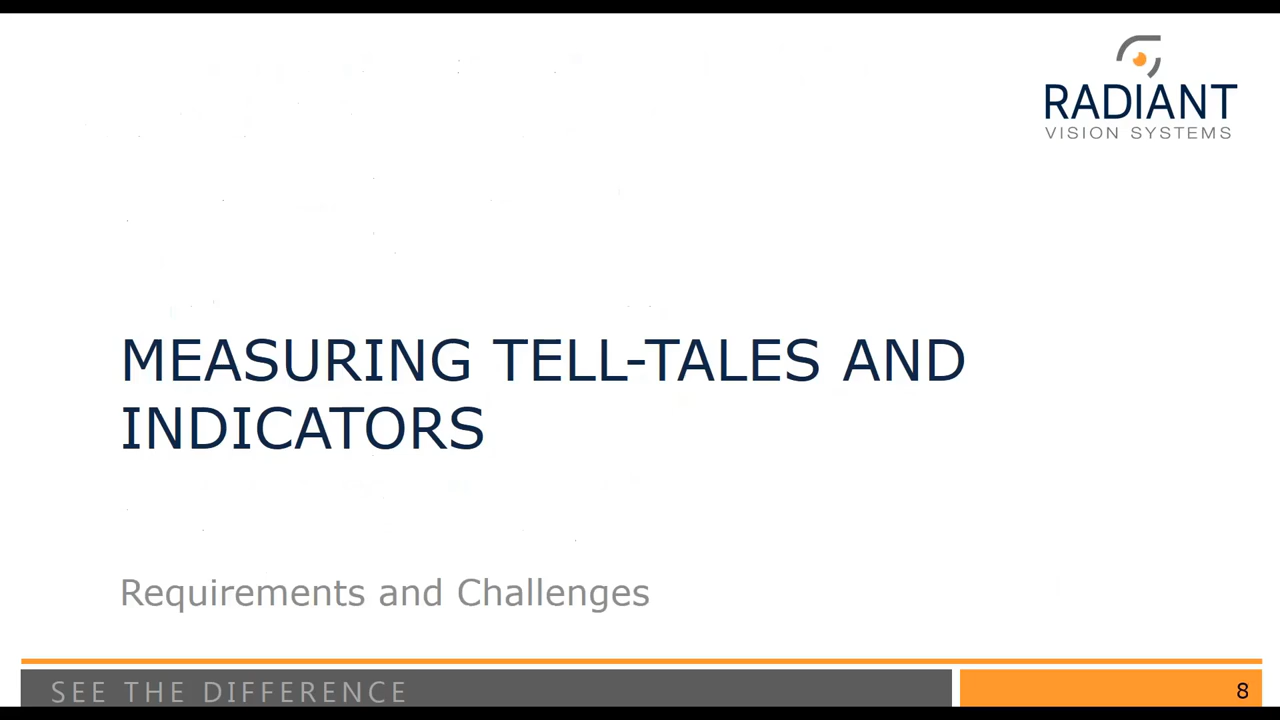 RADIANT
VISION SYSTEMS
MEASURING TELL-TALES AND
INDICATORS
Requirements and Challenges
SEE THE DIFFERENCE
8